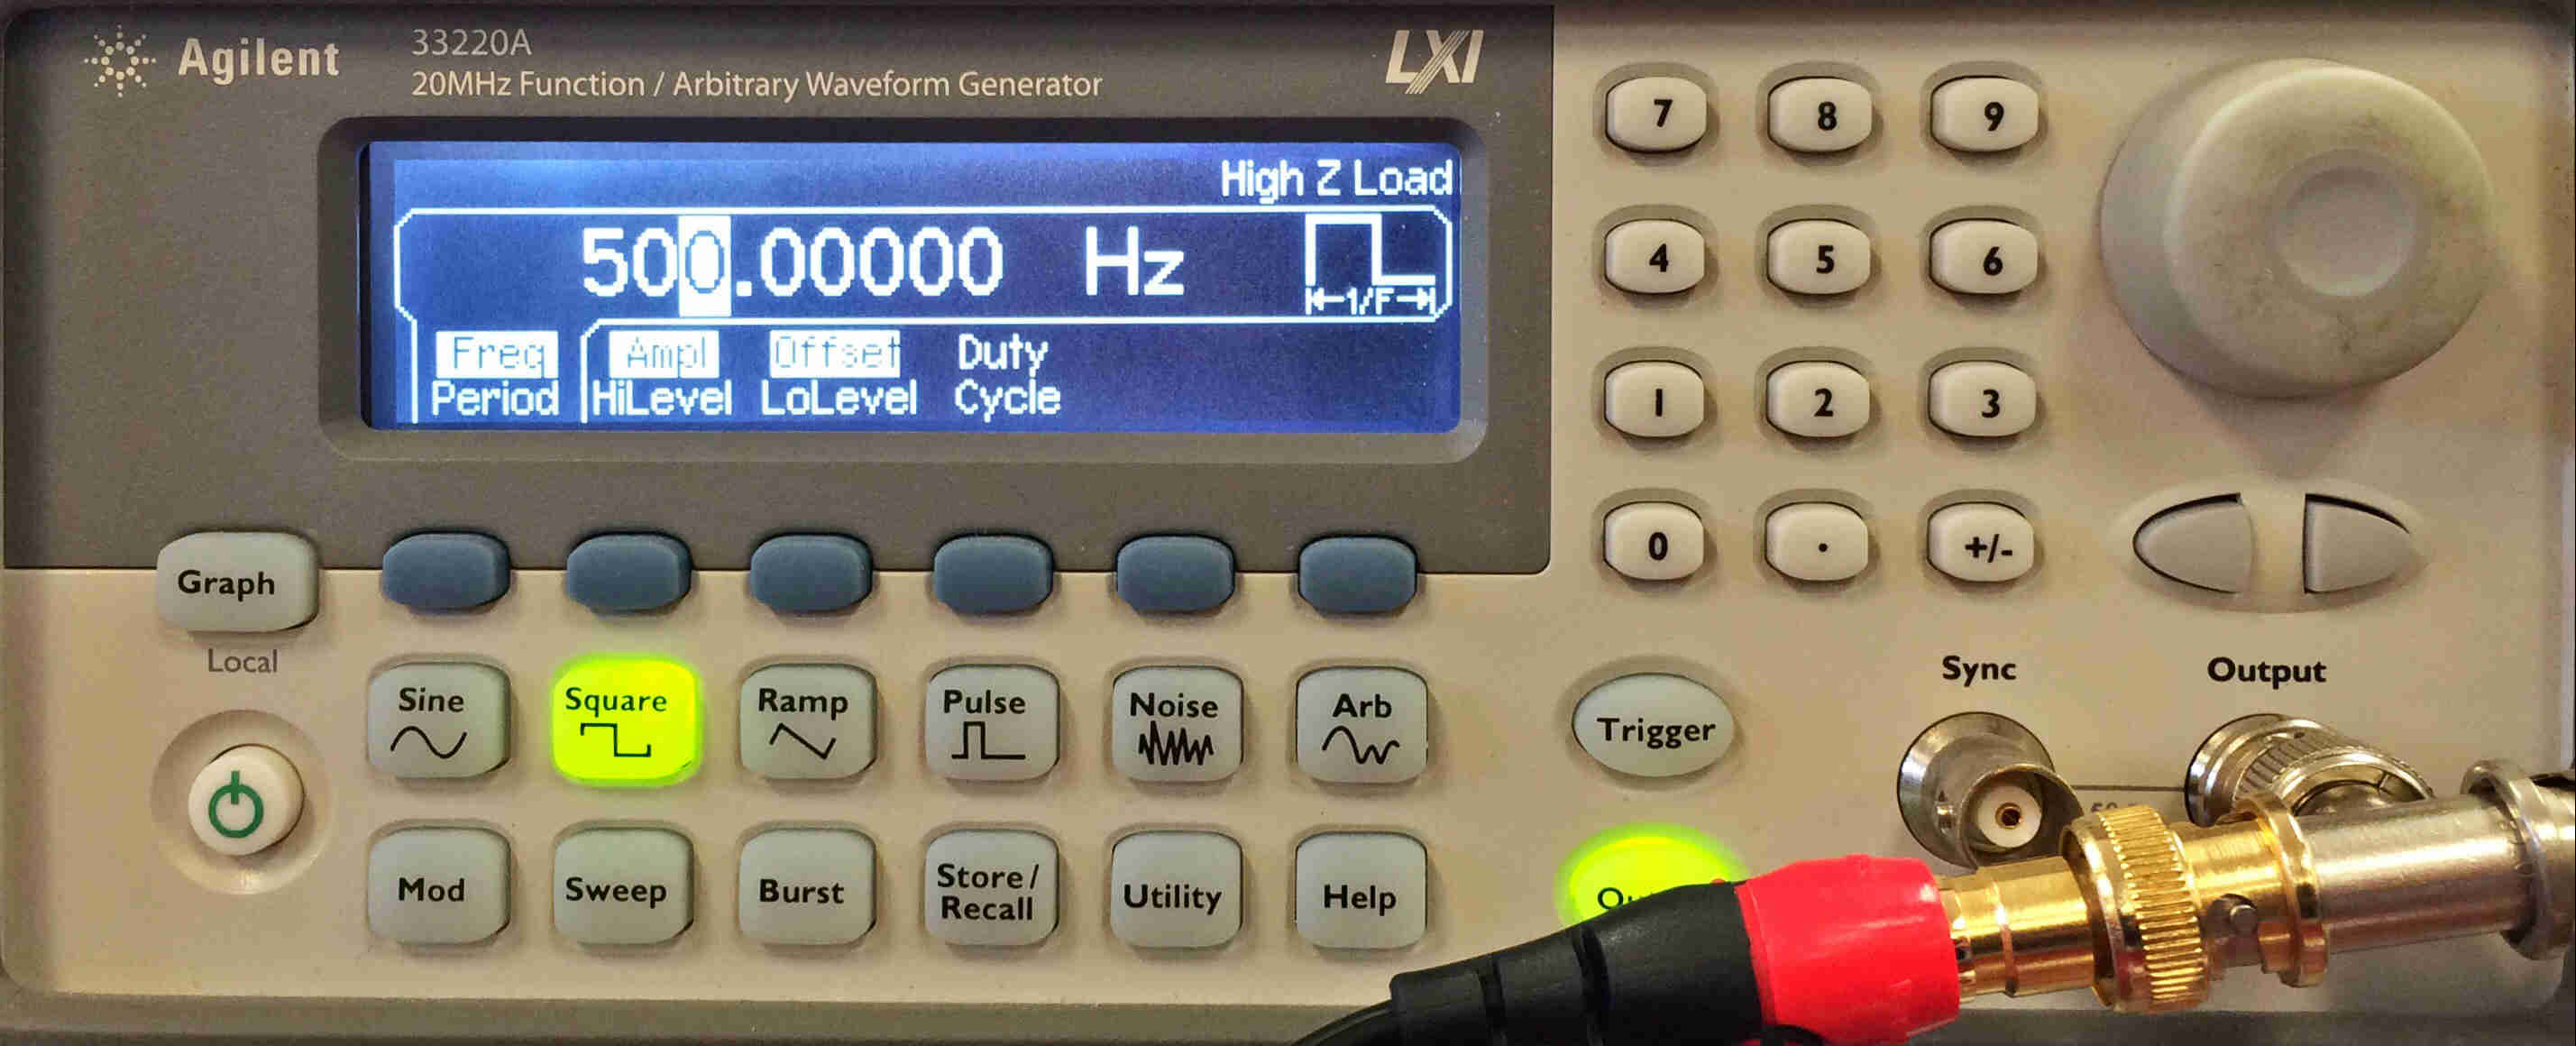 Agilent
33220A
20MHz Function / Arbitrary Waveform Generator
LXI
High Z Load
500.00000 Hz
1/F
Freq Ampl Offset Duty
Period HiLevel LoLevel Cycle
7 8 9
4 5 6
1 2 3
0 . +/-
Graph
Local
Sine Square Ramp Pulse Noise Arb
Mod Sweep Burst Store/
Recall Utility Help
Trigger
Sync Output